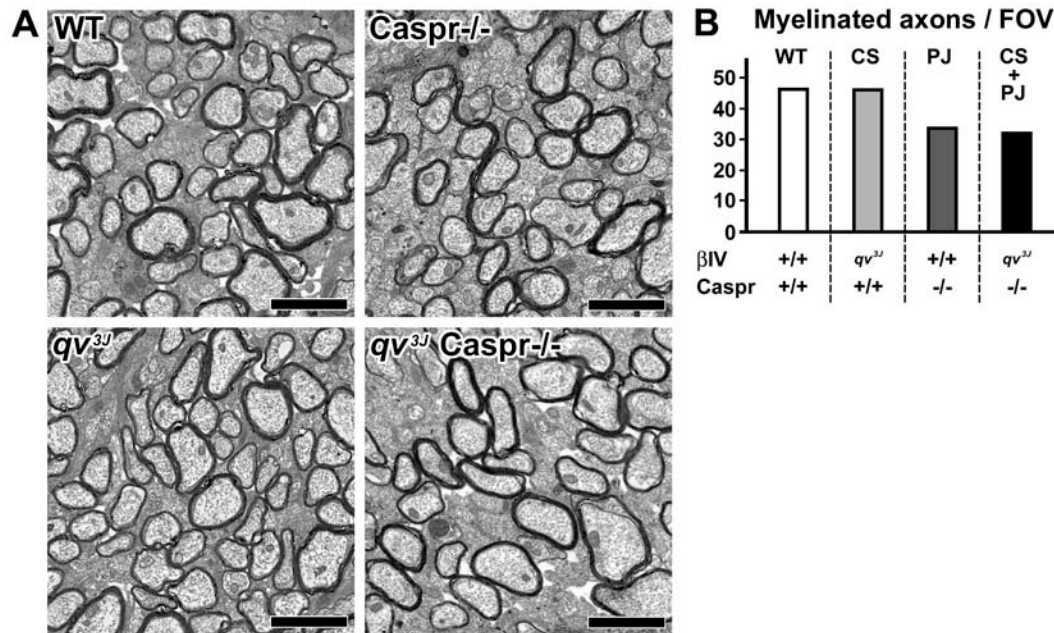 A
WT
Caspr-/-
qv3J
qv3J Caspr-/-
B Myelinated axons / FOV
WT CS PJ CS + PJ
50
40
30
20
10
0
βIV +/+ qv3J +/+ qv3J
Caspr +/+ +/+ -/- -/-